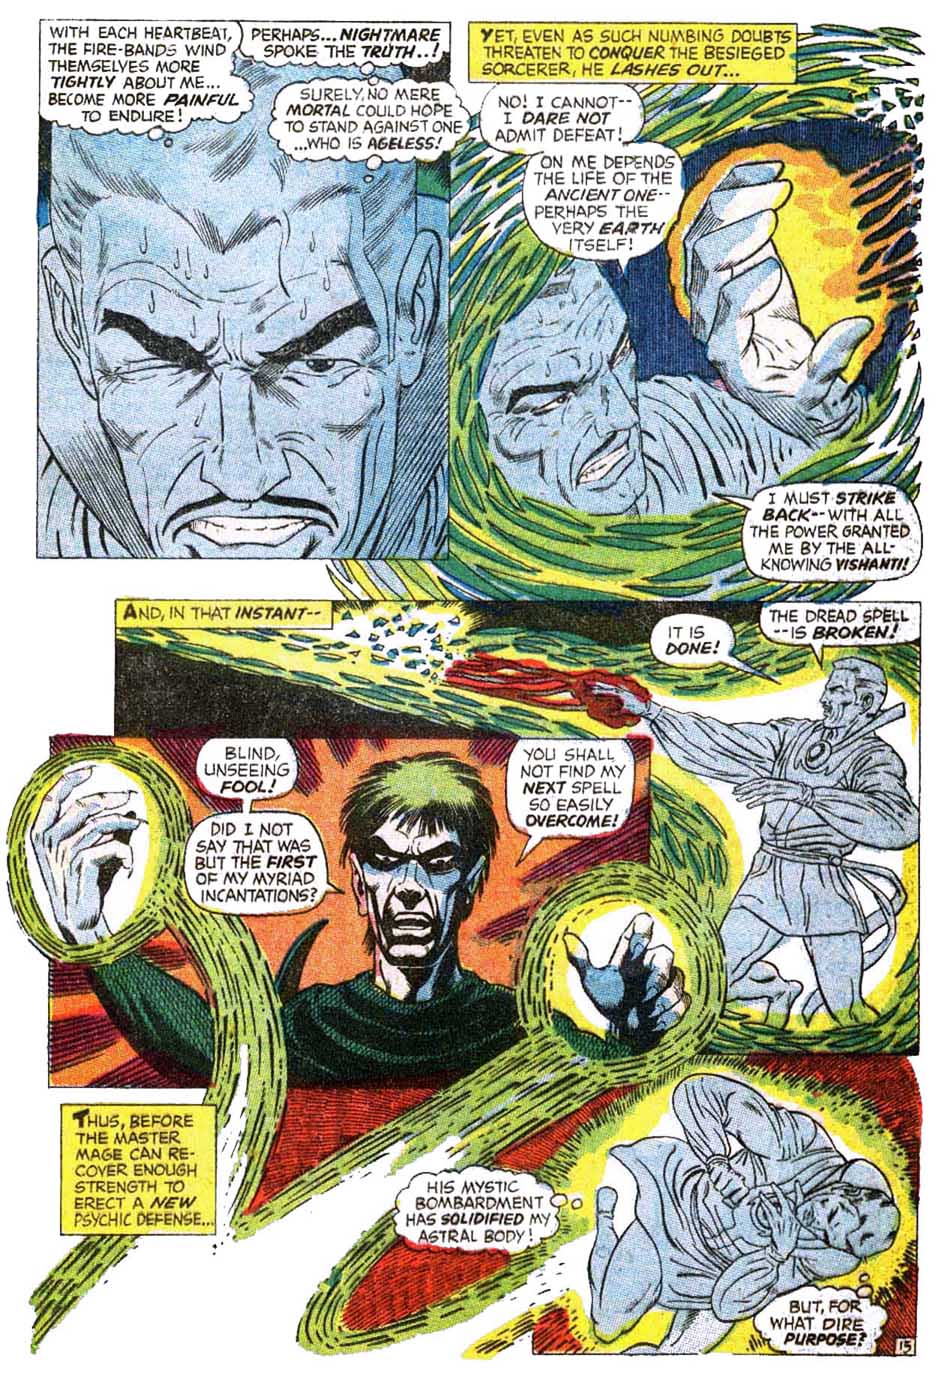 WITH EACH HEARTBEAT,
THE FIRE-BANDS WIND
THEMSELVES MORE
TIGHTLY ABOUT ME...
BECOME MORE PAINFUL
TO ENDURE!
PERHAPS... NIGHTMARE
SPOKE THE TRUTH..!
SURELY, NO MERE
MORTAL COULD HOPE
TO STAND AGAINST ONE
...WHO IS AGELESS!
YET, EVEN AS SUCH NUMBING DOUBTS
THREATEN TO CONQUER THE BESIEGED
SORCERER, HE LASHES OUT...
NO! I CANNOT--
I DARE NOT
ADMIT DEFEAT!
ON ME DEPENDS
THE LIFE OF THE
ANCIENT ONE--
PERHAPS THE
VERY EARTH
ITSELF!
I MUST STRIKE
BACK--WITH ALL
THE POWER GRANTED
ME BY THE ALL-
KNOWING VISHANTI!
AND, IN THAT INSTANT--
IT IS
DONE!
THE DREAD SPELL
--IS BROKEN!
BLIND,
UNSEEING
FOOL!
DID I NOT
SAY THAT WAS
BUT THE FIRST
OF MY MYRIAD
INCANTATIONS?
YOU SHALL
NOT FIND MY
NEXT SPELL
SO EASILY
OVERCOME!
THUS, BEFORE
THE MASTER
MAGE CAN RE-
COVER ENOUGH
STRENGTH TO
ERECT A NEW
PSYCHIC DEFENSE...
HIS MYSTIC
BOMBARDMENT
HAS SOLIDIFIED MY
ASTRAL BODY!
BUT, FOR
WHAT DIRE
PURPOSE?
15